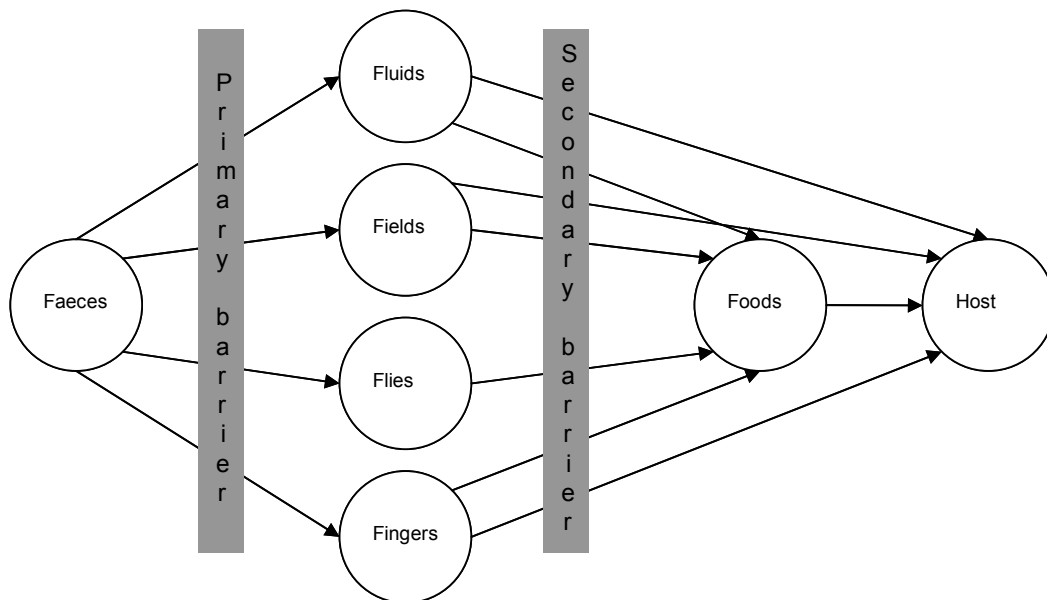 Faeces
Primary barrier
Fluids
Fields
Flies
Fingers
Secondary barrier
Foods
Host